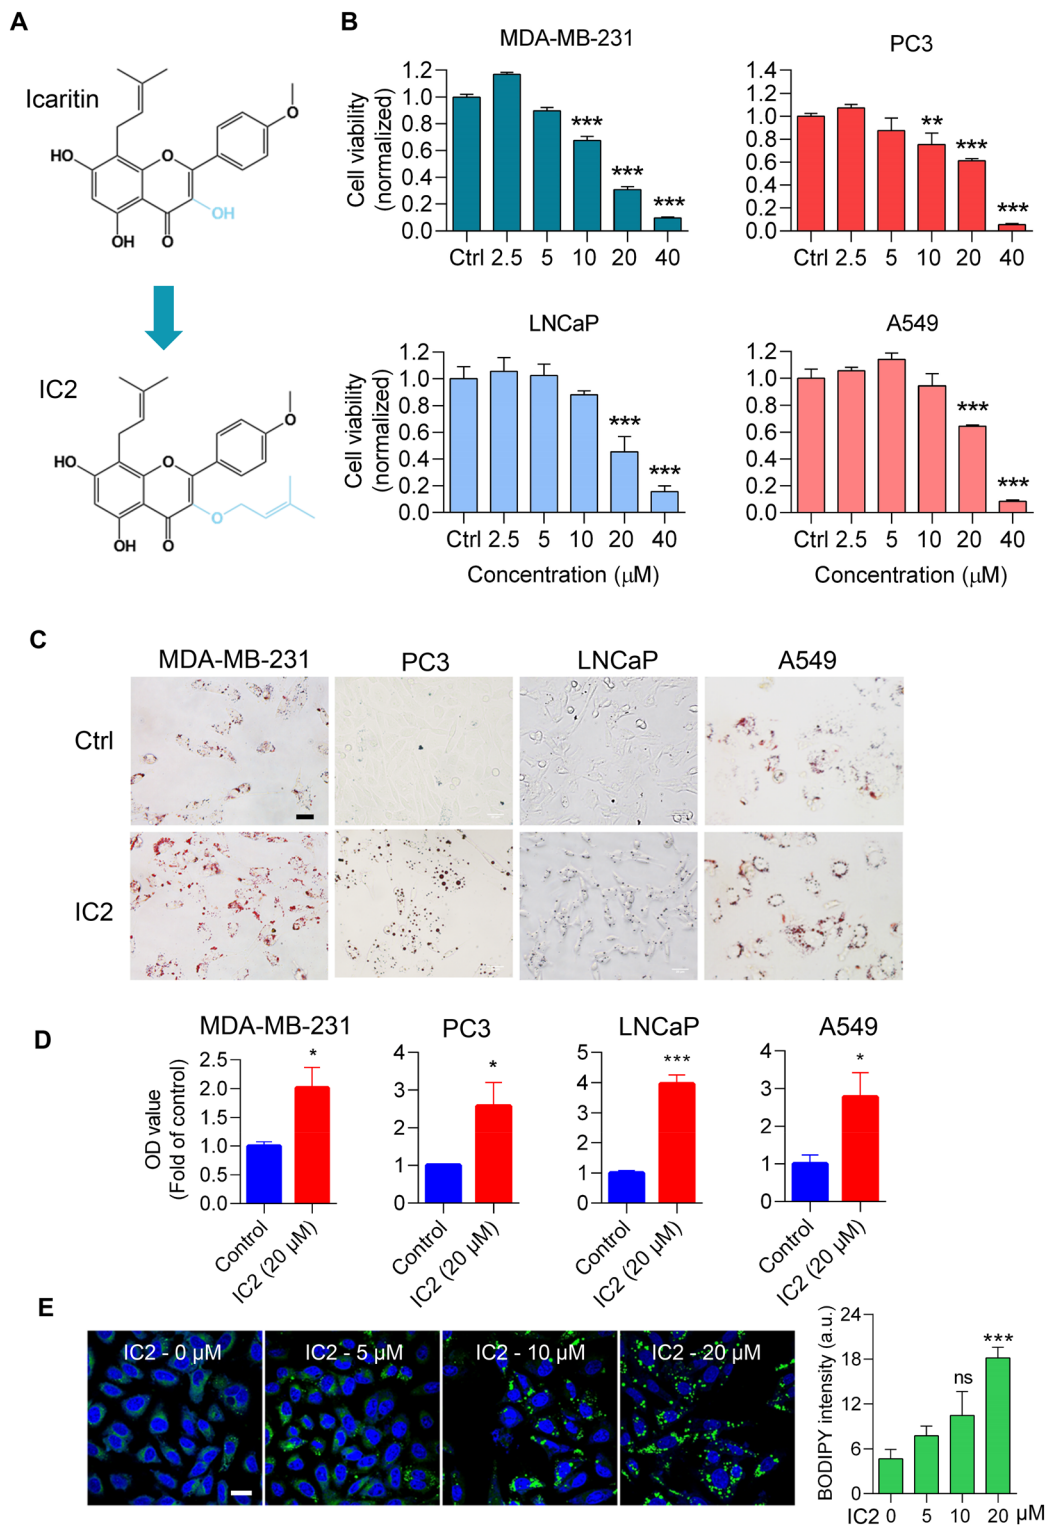 A
Icaritin
O
HO
O
OH
OH
O
IC2
O
HO
O
O
OH
O
B
MDA-MB-231
Cell viability
(normalized)
1.2
1.0
0.8
0.6
0.4
0.2
0.0
***
***
***
Ctrl 2.5 5 10 20 40
PC3
1.4
1.2
1.0
0.8
0.6
0.4
0.2
0.0
**
***
***
Ctrl 2.5 5 10 20 40
LNCaP
Cell viability
(normalized)
1.2
1.0
0.8
0.6
0.4
0.2
0.0
***
***
Ctrl 2.5 5 10 20 40
Concentration (μM)
A549
1.2
1.0
0.8
0.6
0.4
0.2
0.0
***
***
Ctrl 2.5 5 10 20 40
Concentration (μM)
C
MDA-MB-231 PC3 LNCaP A549
Ctrl
IC2
D
MDA-MB-231
OD value
(Fold of control)
2.5
2.0
1.5
1.0
0.5
0.0
*
Control
IC2 (20 μM)
PC3
4
3
2
1
0
*
Control
IC2 (20 μM)
LNCaP
5
4
3
2
1
0
***
Control
IC2 (20 μM)
A549
4
3
2
1
0
*
Control
IC2 (20 μM)
E
IC2 - 0 μM IC2 - 5 μM IC2 - 10 μM IC2 - 20 μM
BODIPY intensity (a.u.)
24
18
12
6
0
ns
***
IC2 0 5 10 20 μM